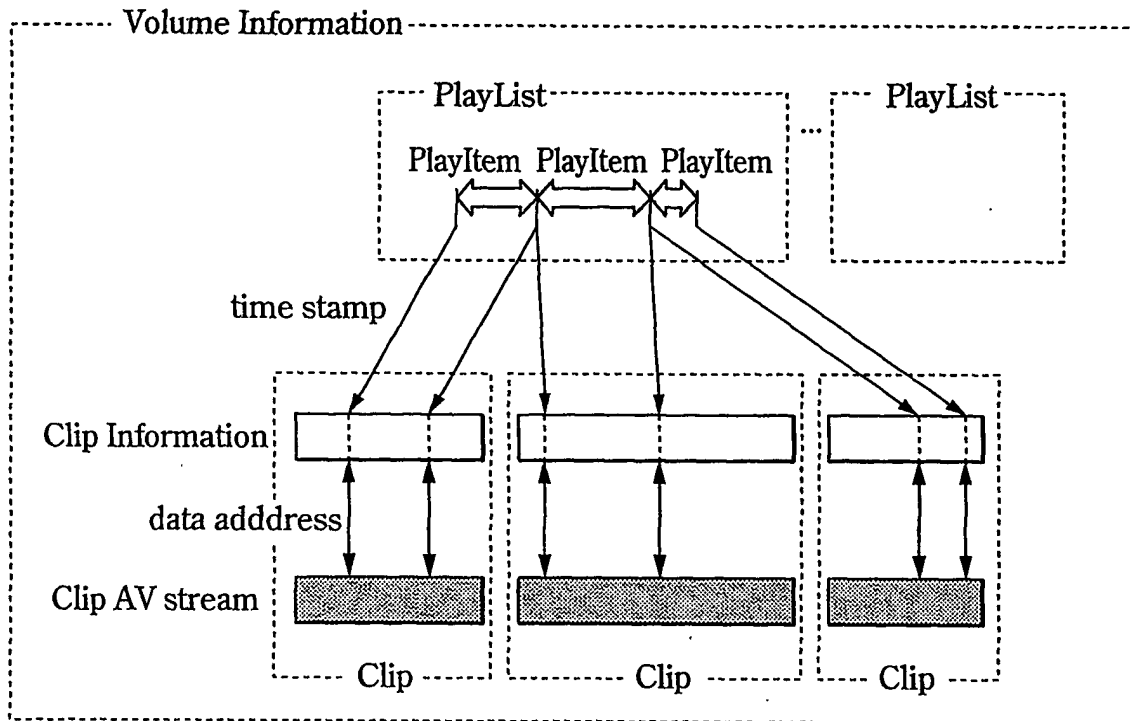 Volume Information
PlayList
...
PlayList
PlayItem PlayItem PlayItem
time stamp
Clip Information
data adddress
Clip AV stream
Clip
Clip
Clip